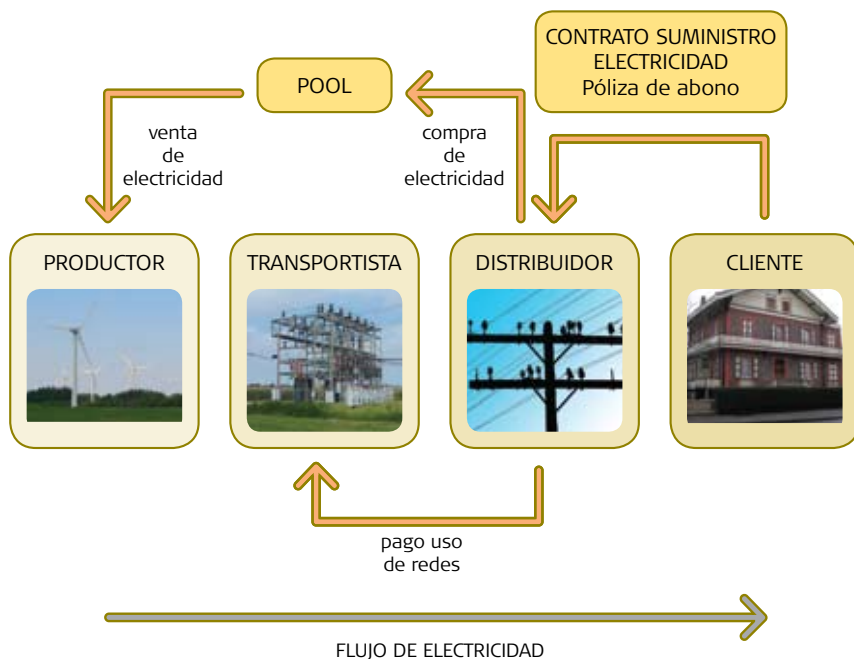 CONTRATO SUMINISTRO
ELECTRICIDAD
Póliza de abono
POOL
venta
de
electricidad
compra
de
electricidad
PRODUCTOR
TRANSPORTISTA
DISTRIBUIDOR
CLIENTE
pago uso
de redes
FLUJO DE ELECTRICIDAD